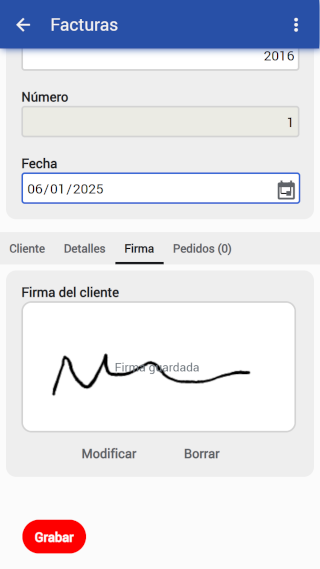 Facturas
2016
Número
1
Fecha
06/01/2025
Cliente Detalles Firma Pedidos (0)
Firma del cliente
Firma guardada
Modificar Borrar
Grabar